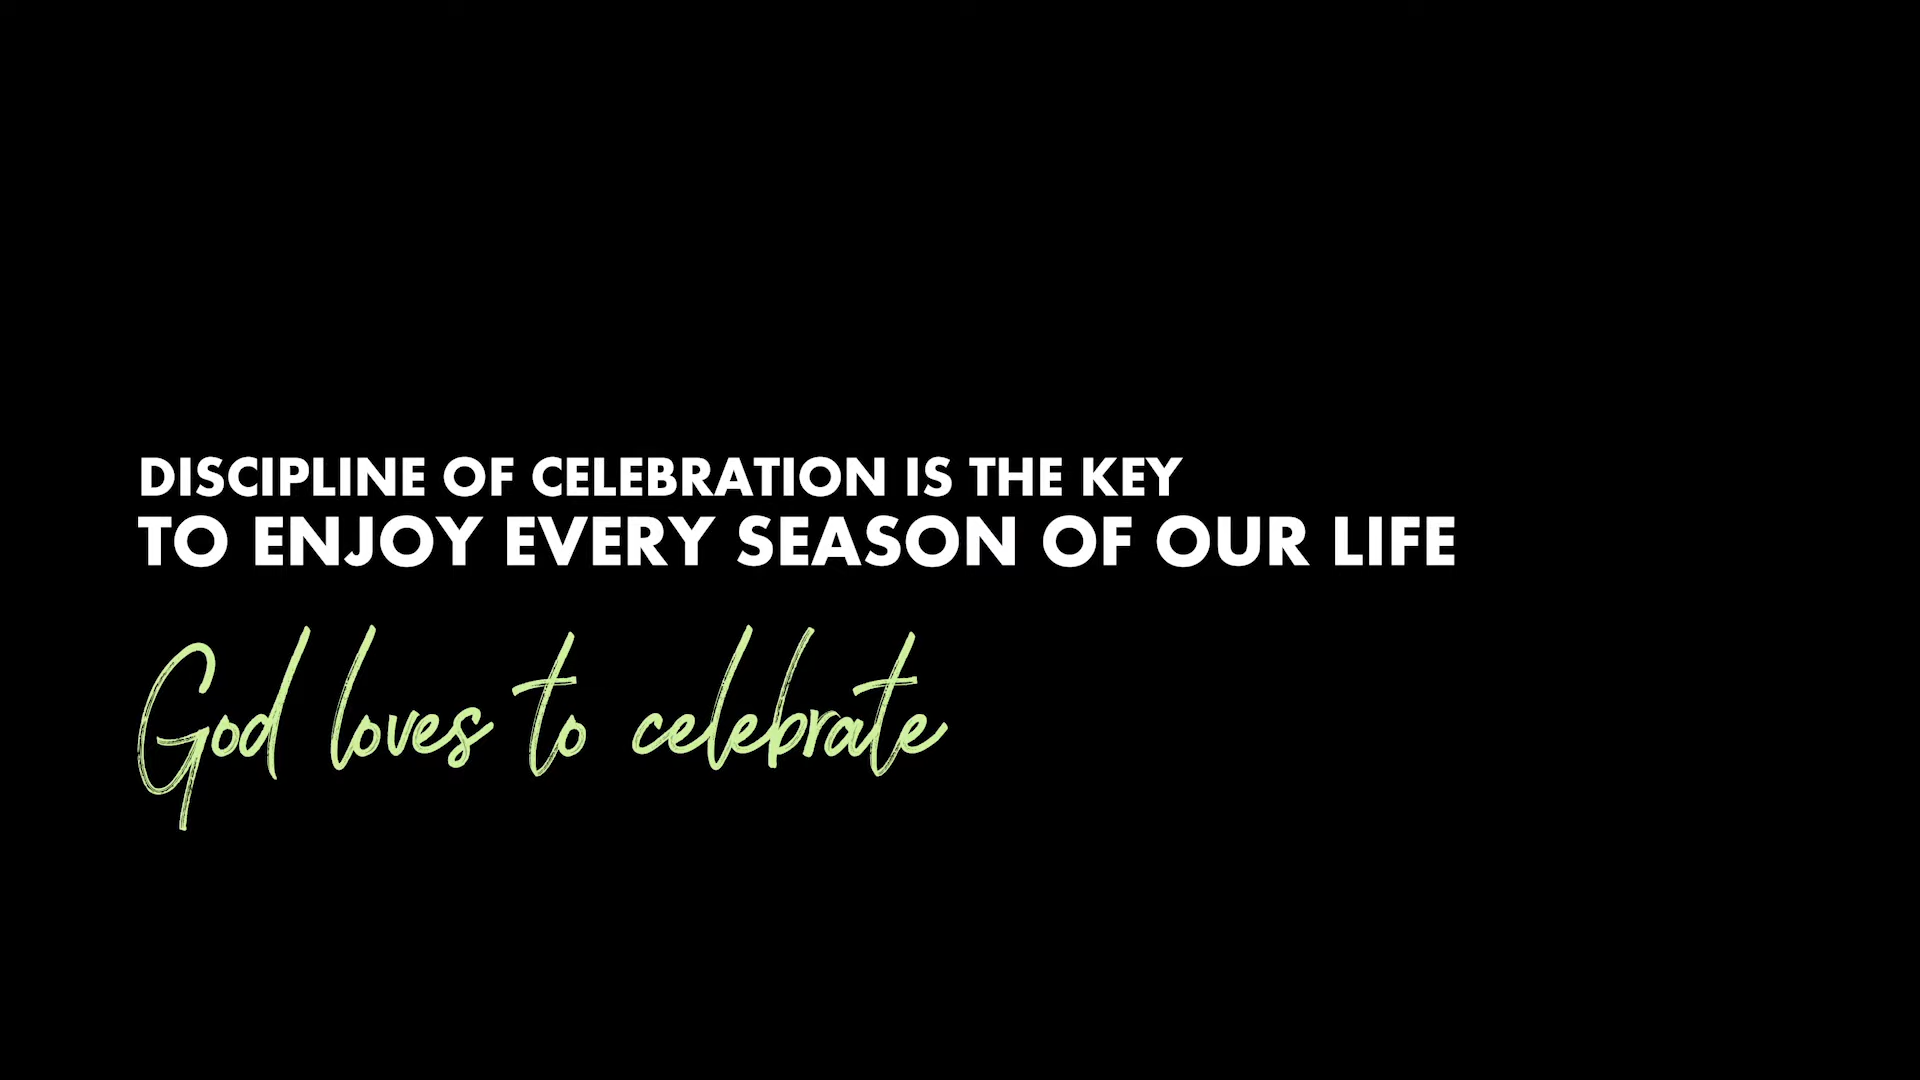 DISCIPLINE OF CELEBRATION IS THE KEY
TO ENJOY EVERY SEASON OF OUR LIFE
God loves to celebrate